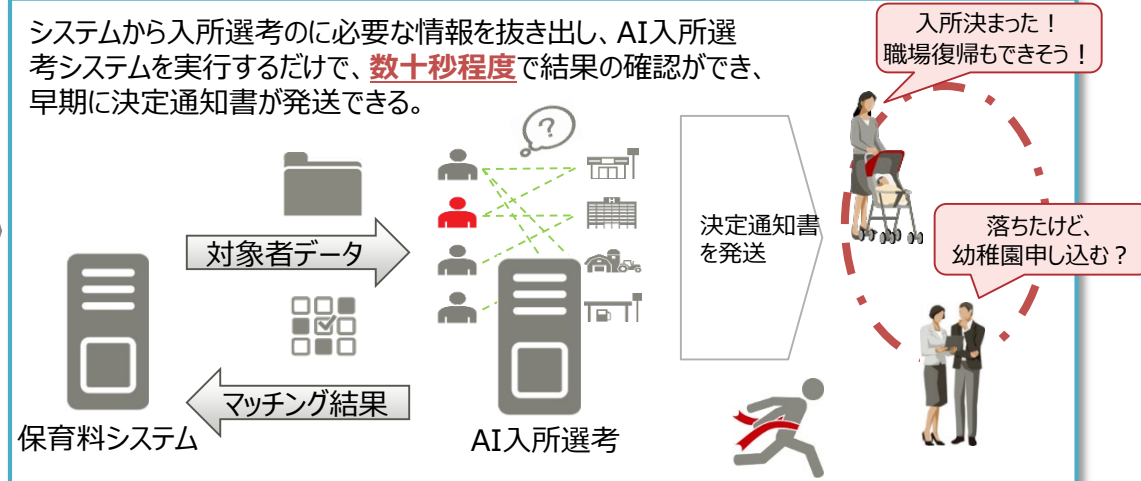 システムから入所選考のに必要な情報を抜き出し、AI入所選
考システムを実行するだけで、数十秒程度で結果の確認ができ、
早期に決定通知書が発送できる。
入所決まった！
職場復帰もできそう！
?
対象者データ
決定通知書
を発送
落ちたけど、
幼稚園申し込む？
H
マッチング結果
保育料システム
AI入所選考